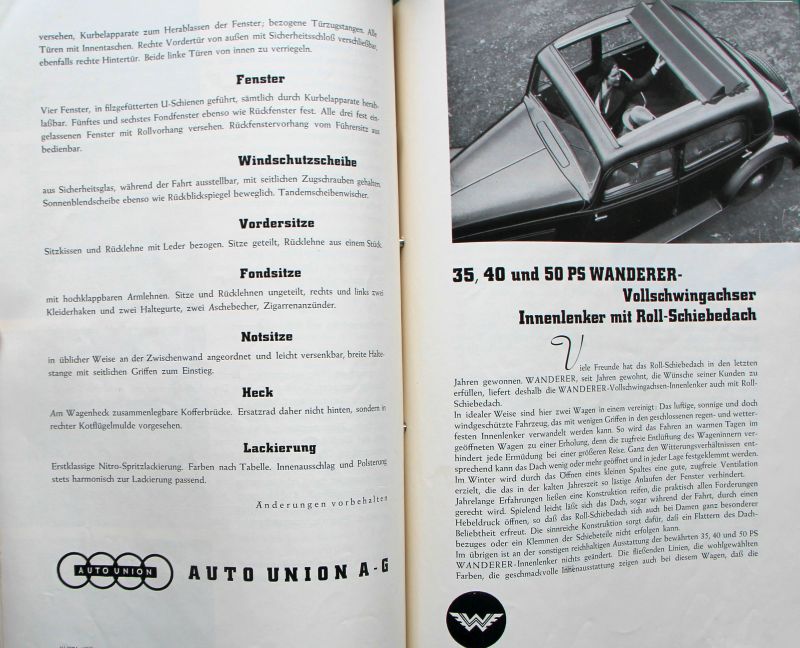 versehen, Kurbelapparate zum Herablassen der Fenster; bezogene Türzugstangen. Alle
Türen mit Innentaschen. Rechte Vordertür von außen mit Sicherheitsschloß verschließbar,
ebenfalls rechte Hintertür. Beide linke Türen von innen zu verriegeln.
Fenster
Vier Fenster, in filzgefütterten U-Schienen geführt, sämtlich durch Kurbelapparate herab-
laßbar. Fünftes und sechstes Fondfenster ebenso wie Rückfenster fest. Alle drei fest ein-
gelassenen Fenster mit Rollvorhang versehen. Rückfenstervorhang vom Führersitz aus
bedienbar.
Windschutzscheibe
aus Sicherheitsglas, während der Fahrt ausstellbar, mit seitlichen Zugschrauben gehalten.
Sonnenblendscheibe ebenso wie Rückblickspiegel beweglich. Tandemscheibenwischer.
Vordersitze
Sitzkissen und Rücklehne mit Leder bezogen. Sitze geteilt, Rücklehne aus einem Stück.
Fondsitze
mit hochklappbaren Armlehnen. Sitze und Rücklehnen ungeteilt, rechts und links zwei
Kleiderhaken und zwei Haltegurte, zwei Aschebecher, Zigarrenanzünder.
Notsitze
in üblicher Weise an der Zwischenwand angeordnet und leicht versenkbar, breite Halte-
stange mit seitlichen Griffen zum Einstieg.
Heck
Am Wagenheck zusammenlegbare Kofferbrücke. Ersatzrad daher nicht hinten, sondern in
rechter Kotflügelmulde vorgesehen.
Lackierung
Erstklassige Nitro-Spritzlackierung. Farben nach Tabelle. Innenausschlag und Polsterung
stets harmonisch zur Lackierung passend.
Änderungen vorbehalten
AUTO UNION
AUTO UNION A-G
35, 40 und 50 PS WANDERER-
Vollschwingachser
Innenlenker mit Roll-Schiebedach
Viele Freunde hat das Roll-Schiebedach in den letzten
Jahren gewonnen. WANDERER, seit Jahren gewohnt, die Wünsche seiner Kunden zu
erfüllen, liefert deshalb die WANDERER-Vollschwingachsen-Innenlenker auch mit Roll-
Schiebedach.
In idealer Weise sind hier zwei Wagen in einem vereinigt: Das luftige, sonnige und doch
windgeschützte Fahrzeug, das mit wenigen Griffen in den geschlossenen regen- und wetter-
festen Innenlenker verwandelt werden kann. So wird das Fahren an warmen Tagen im
geöffneten Wagen zu einer Erholung, denn die zugfreie Entlüftung des Wageninnern ver-
hindert jede Ermüdung bei einer größeren Reise. Ganz den Witterungsverhältnissen ent-
sprechend kann das Dach wenig oder mehr geöffnet und in jeder Lage festgeklemmt werden.
Im Winter wird durch das Öffnen eines kleinen Spaltes eine gute, zugfreie Ventilation
erzielt, die das in der kalten Jahreszeit so lästige Anlaufen der Fenster verhindert.
Jahrelange Erfahrungen ließen eine Konstruktion reifen, die praktisch allen Forderungen
gerecht wird. Spielend leicht läßt sich das Dach, sogar während der Fahrt, durch einen
Hebeldruck öffnen, so daß das Roll-Schiebedach sich auch bei Damen ganz besonderer
Beliebtheit erfreut. Die sinnreiche Konstruktion sorgt dafür, daß ein Flattern des Dach-
bezuges oder ein Klemmen der Schiebeteile nicht erfolgen kann.
Im übrigen ist an der sonstigen reichhaltigen Ausstattung der bewährten 35, 40 und 50 PS
WANDERER-Innenlenker nichts geändert. Die fließenden Linien, die wohlgewählten
Farben, die geschmackvolle Innenausstattung zeigen auch bei diesem Wagen, daß die
W